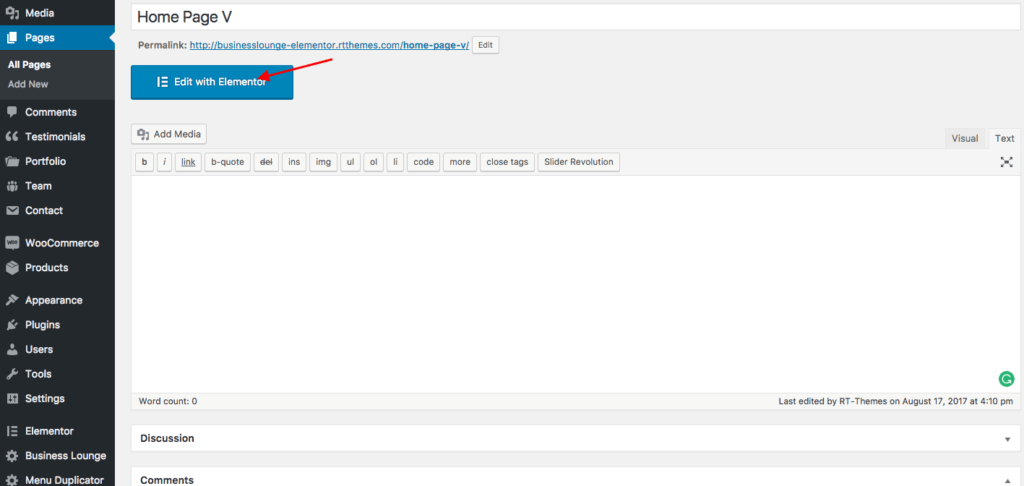 Media
Pages
All Pages
Add New
Comments
Testimonials
Portfolio
Team
Contact
WooCommerce
Products
Appearance
Plugins
Users
Tools
Settings
Elementor
Business Lounge
Menu Duplicator
Home Page V
Permalink: http://businesslounge-elementor.rtthemes.com/home-page-v/ Edit
Edit with Elementor
Add Media
Visual Text
b i link b-quote del ins img ul ol li code more close tags Slider Revolution
Word count: 0 Last edited by RT-Themes on August 17, 2017 at 4:10 pm
Discussion
Comments